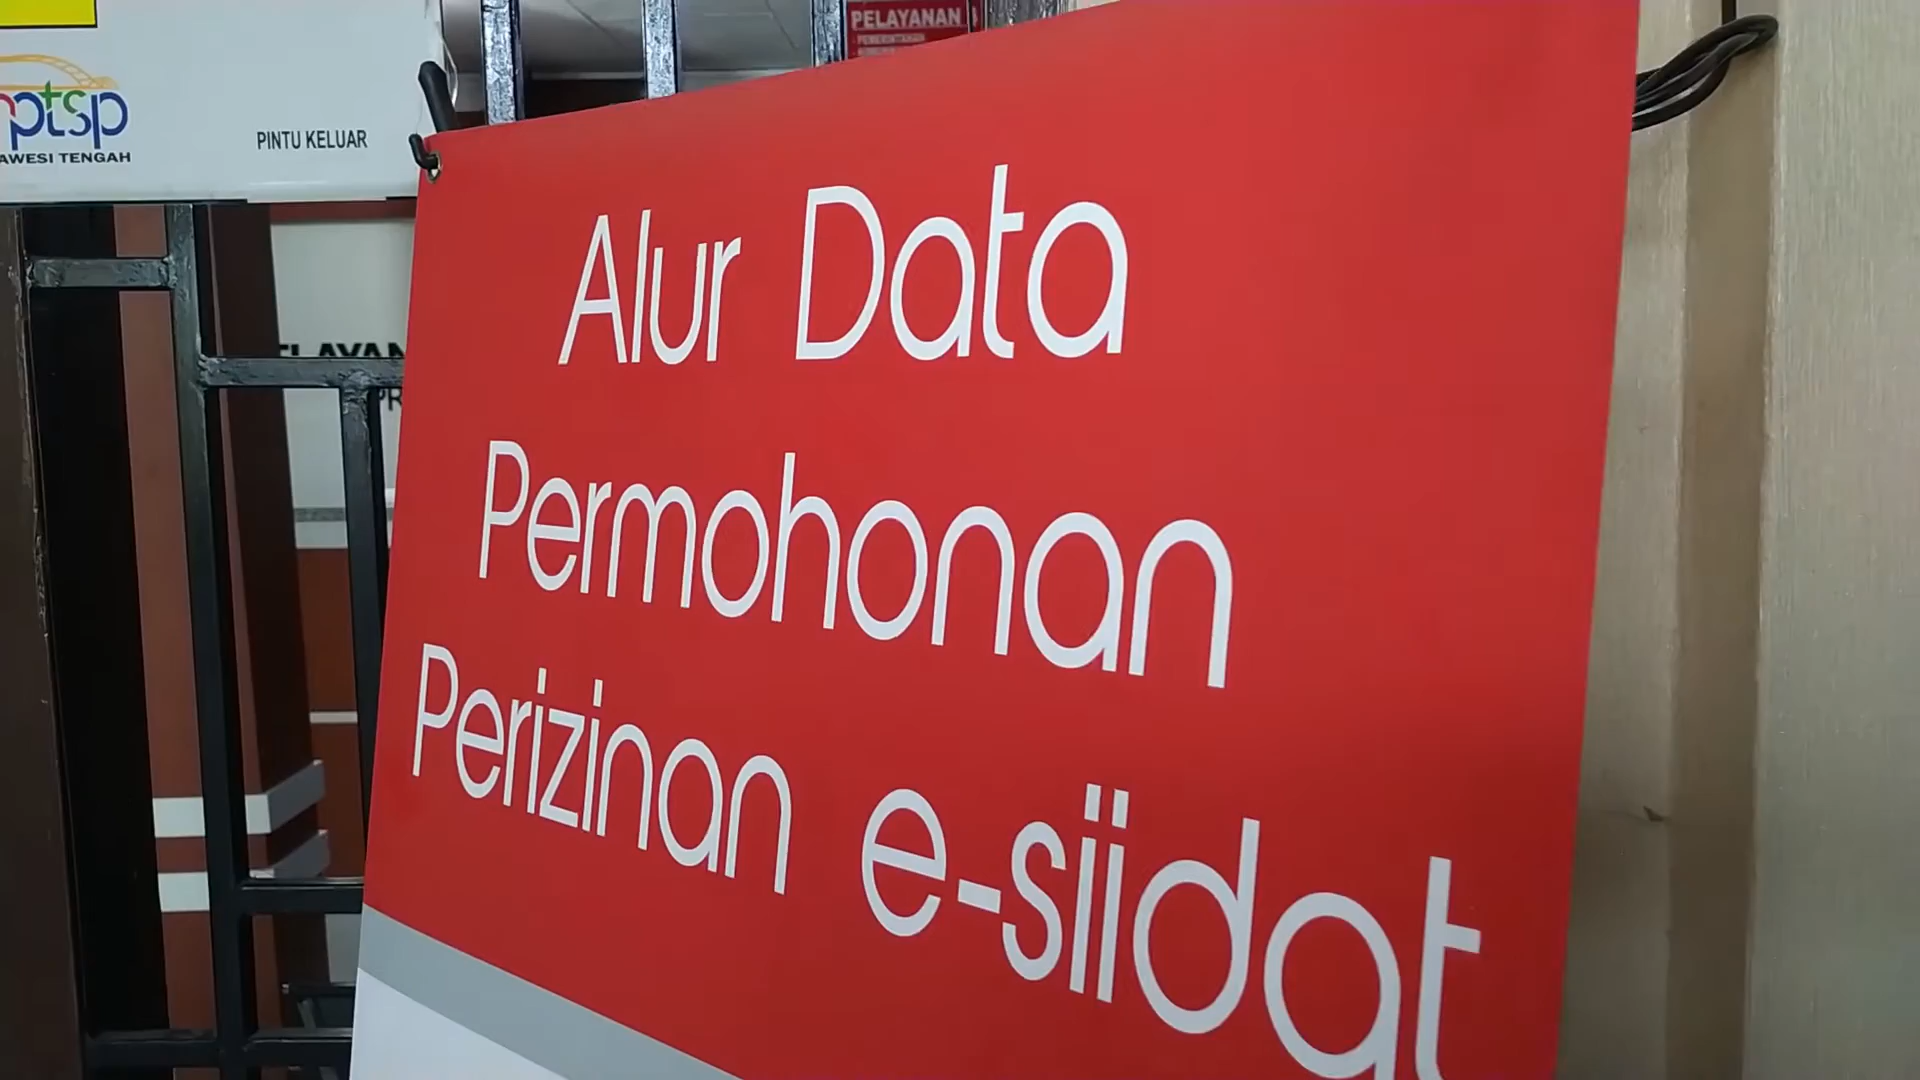 PELAYANAN
ptsp
AWESI TENGAH
PINTU KELUAR
Alur Data
Permohonan
Perizinan e-siidat